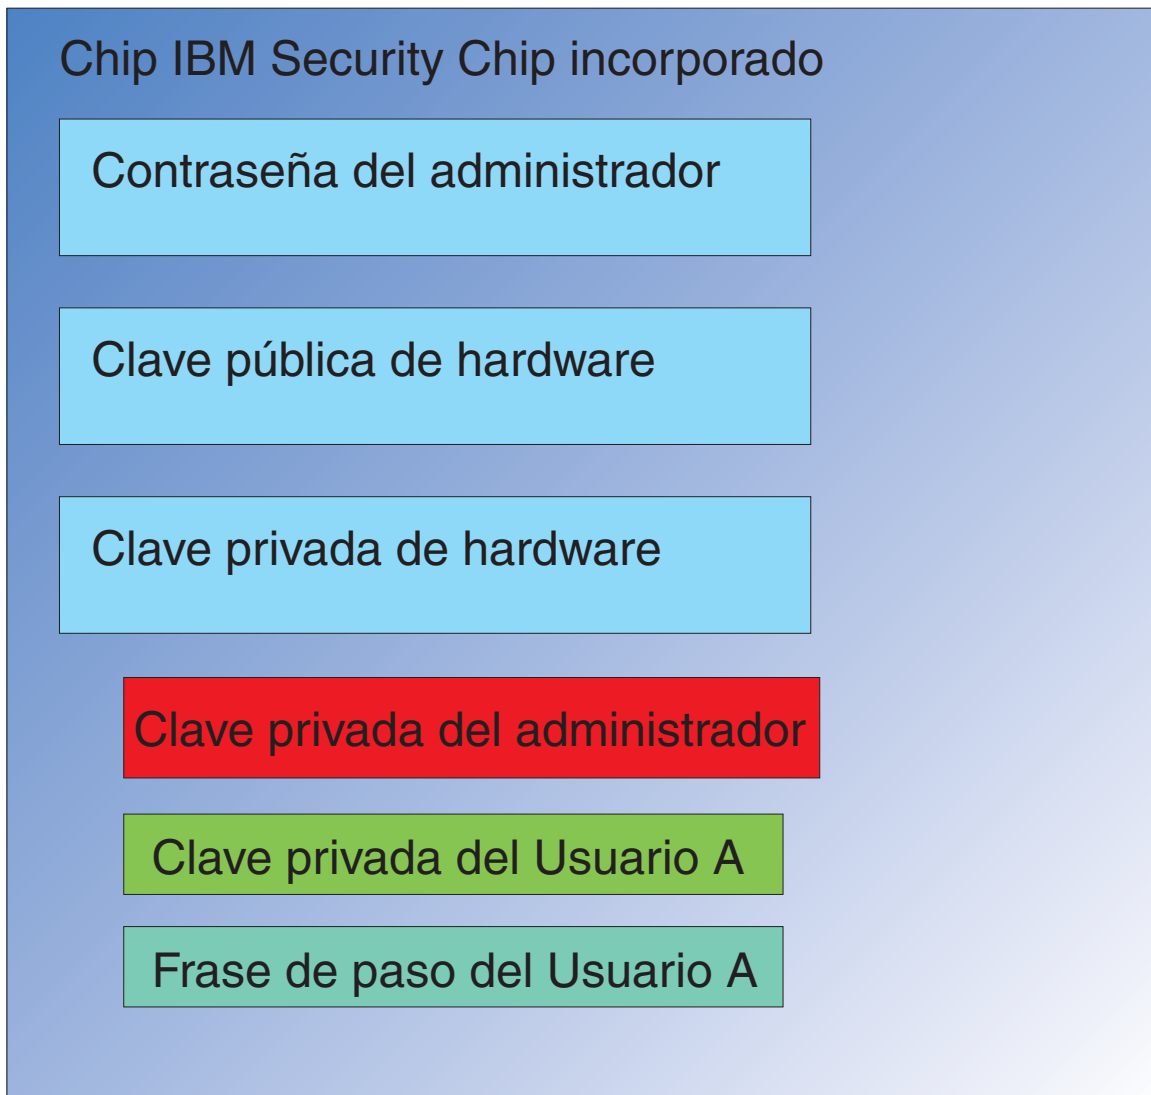 Chip IBM Security Chip incorporado
Contraseña del administrador
Clave pública de hardware
Clave privada de hardware
Clave privada del administrador
Clave privada del Usuario A
Frase de paso del Usuario A